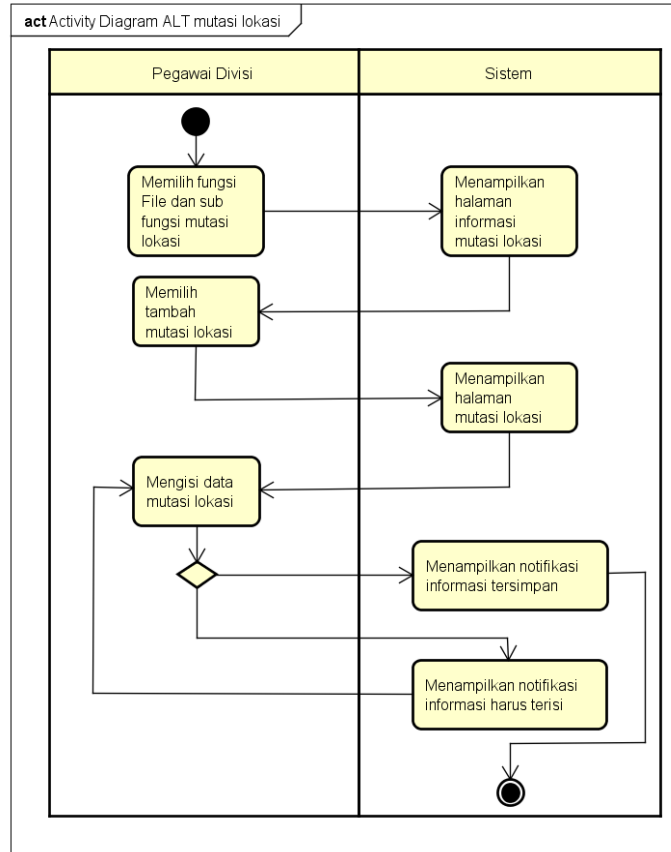 act Activity Diagram ALT mutasi lokasi
Pegawai Divisi
Sistem
Memilih fungsi
File dan sub
fungsi mutasi
lokasi
Menampilkan
halaman
informasi
mutasi lokasi
Memilih
tambah
mutasi lokasi
Menampilkan
halaman
mutasi lokasi
Mengisi data
mutasi lokasi
Menampilkan notifikasi
informasi tersimpan
Menampilkan notifikasi
informasi harus terisi